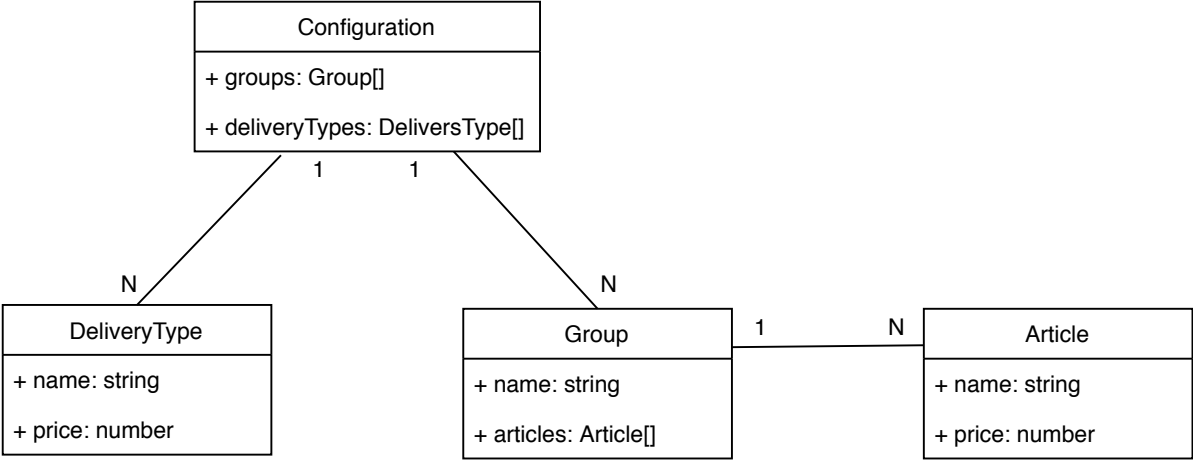 Configuration
+ groups: Group[]
+ deliveryTypes: DeliversType[]
1
1
N
N
DeliveryType
+ name: string
+ price: number
Group
+ name: string
+ articles: Article[]
1
N
Article
+ name: string
+ price: number